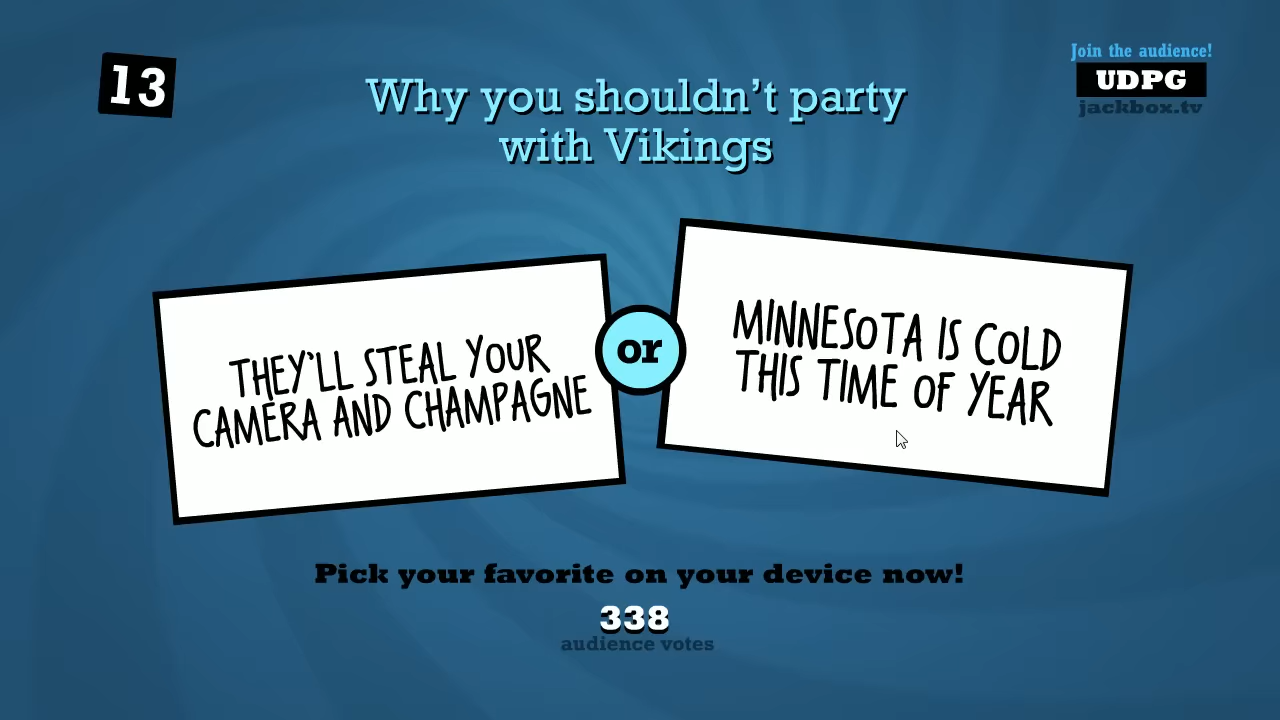 13
Join the audience!
UDPG
jackbox.tv
Why you shouldn't party
with Vikings
THEY'LL STEAL YOUR
CAMERA AND CHAMPAGNE
or
MINNESOTA IS COLD
THIS TIME OF YEAR
Pick your favorite on your device now!
338
audience votes